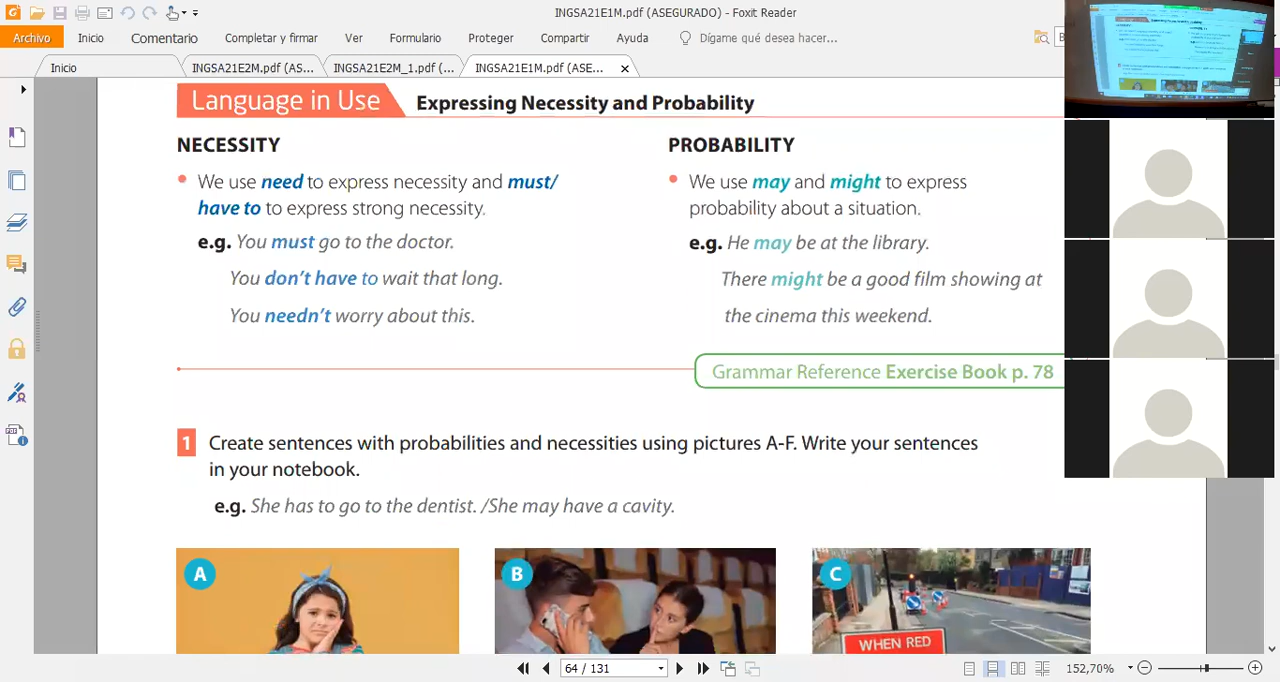 INGSA21E1M.pdf (ASEGURADO) - Foxit Reader
Archivo Inicio Comentario Completar y firmar Ver Formulario Proteger Compartir Ayuda Dígame qué desea hacer...
Inicio INGSA21E2M.pdf (AS... INGSA21E2M_1.pdf (... INGSA21E1M.pdf (ASE...
Language in Use Expressing Necessity and Probability
NECESSITY
• We use need to express necessity and must/
have to to express strong necessity.
e.g. You must go to the doctor.
You don't have to wait that long.
You needn't worry about this.
PROBABILITY
• We use may and might to express
probability about a situation.
e.g. He may be at the library.
There might be a good film showing at
the cinema this weekend.
Grammar Reference Exercise Book p. 78
1 Create sentences with probabilities and necessities using pictures A-F. Write your sentences
in your notebook.
e.g. She has to go to the dentist. /She may have a cavity.
A B C
WHEN RED
64 / 131 152,70%